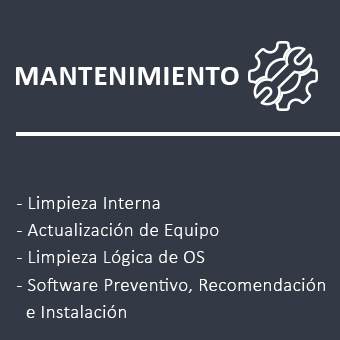 MANTENIMIENTO
- Limpieza Interna
- Actualización de Equipo
- Limpieza Lógica de OS
- Software Preventivo, Recomendación
e Instalación